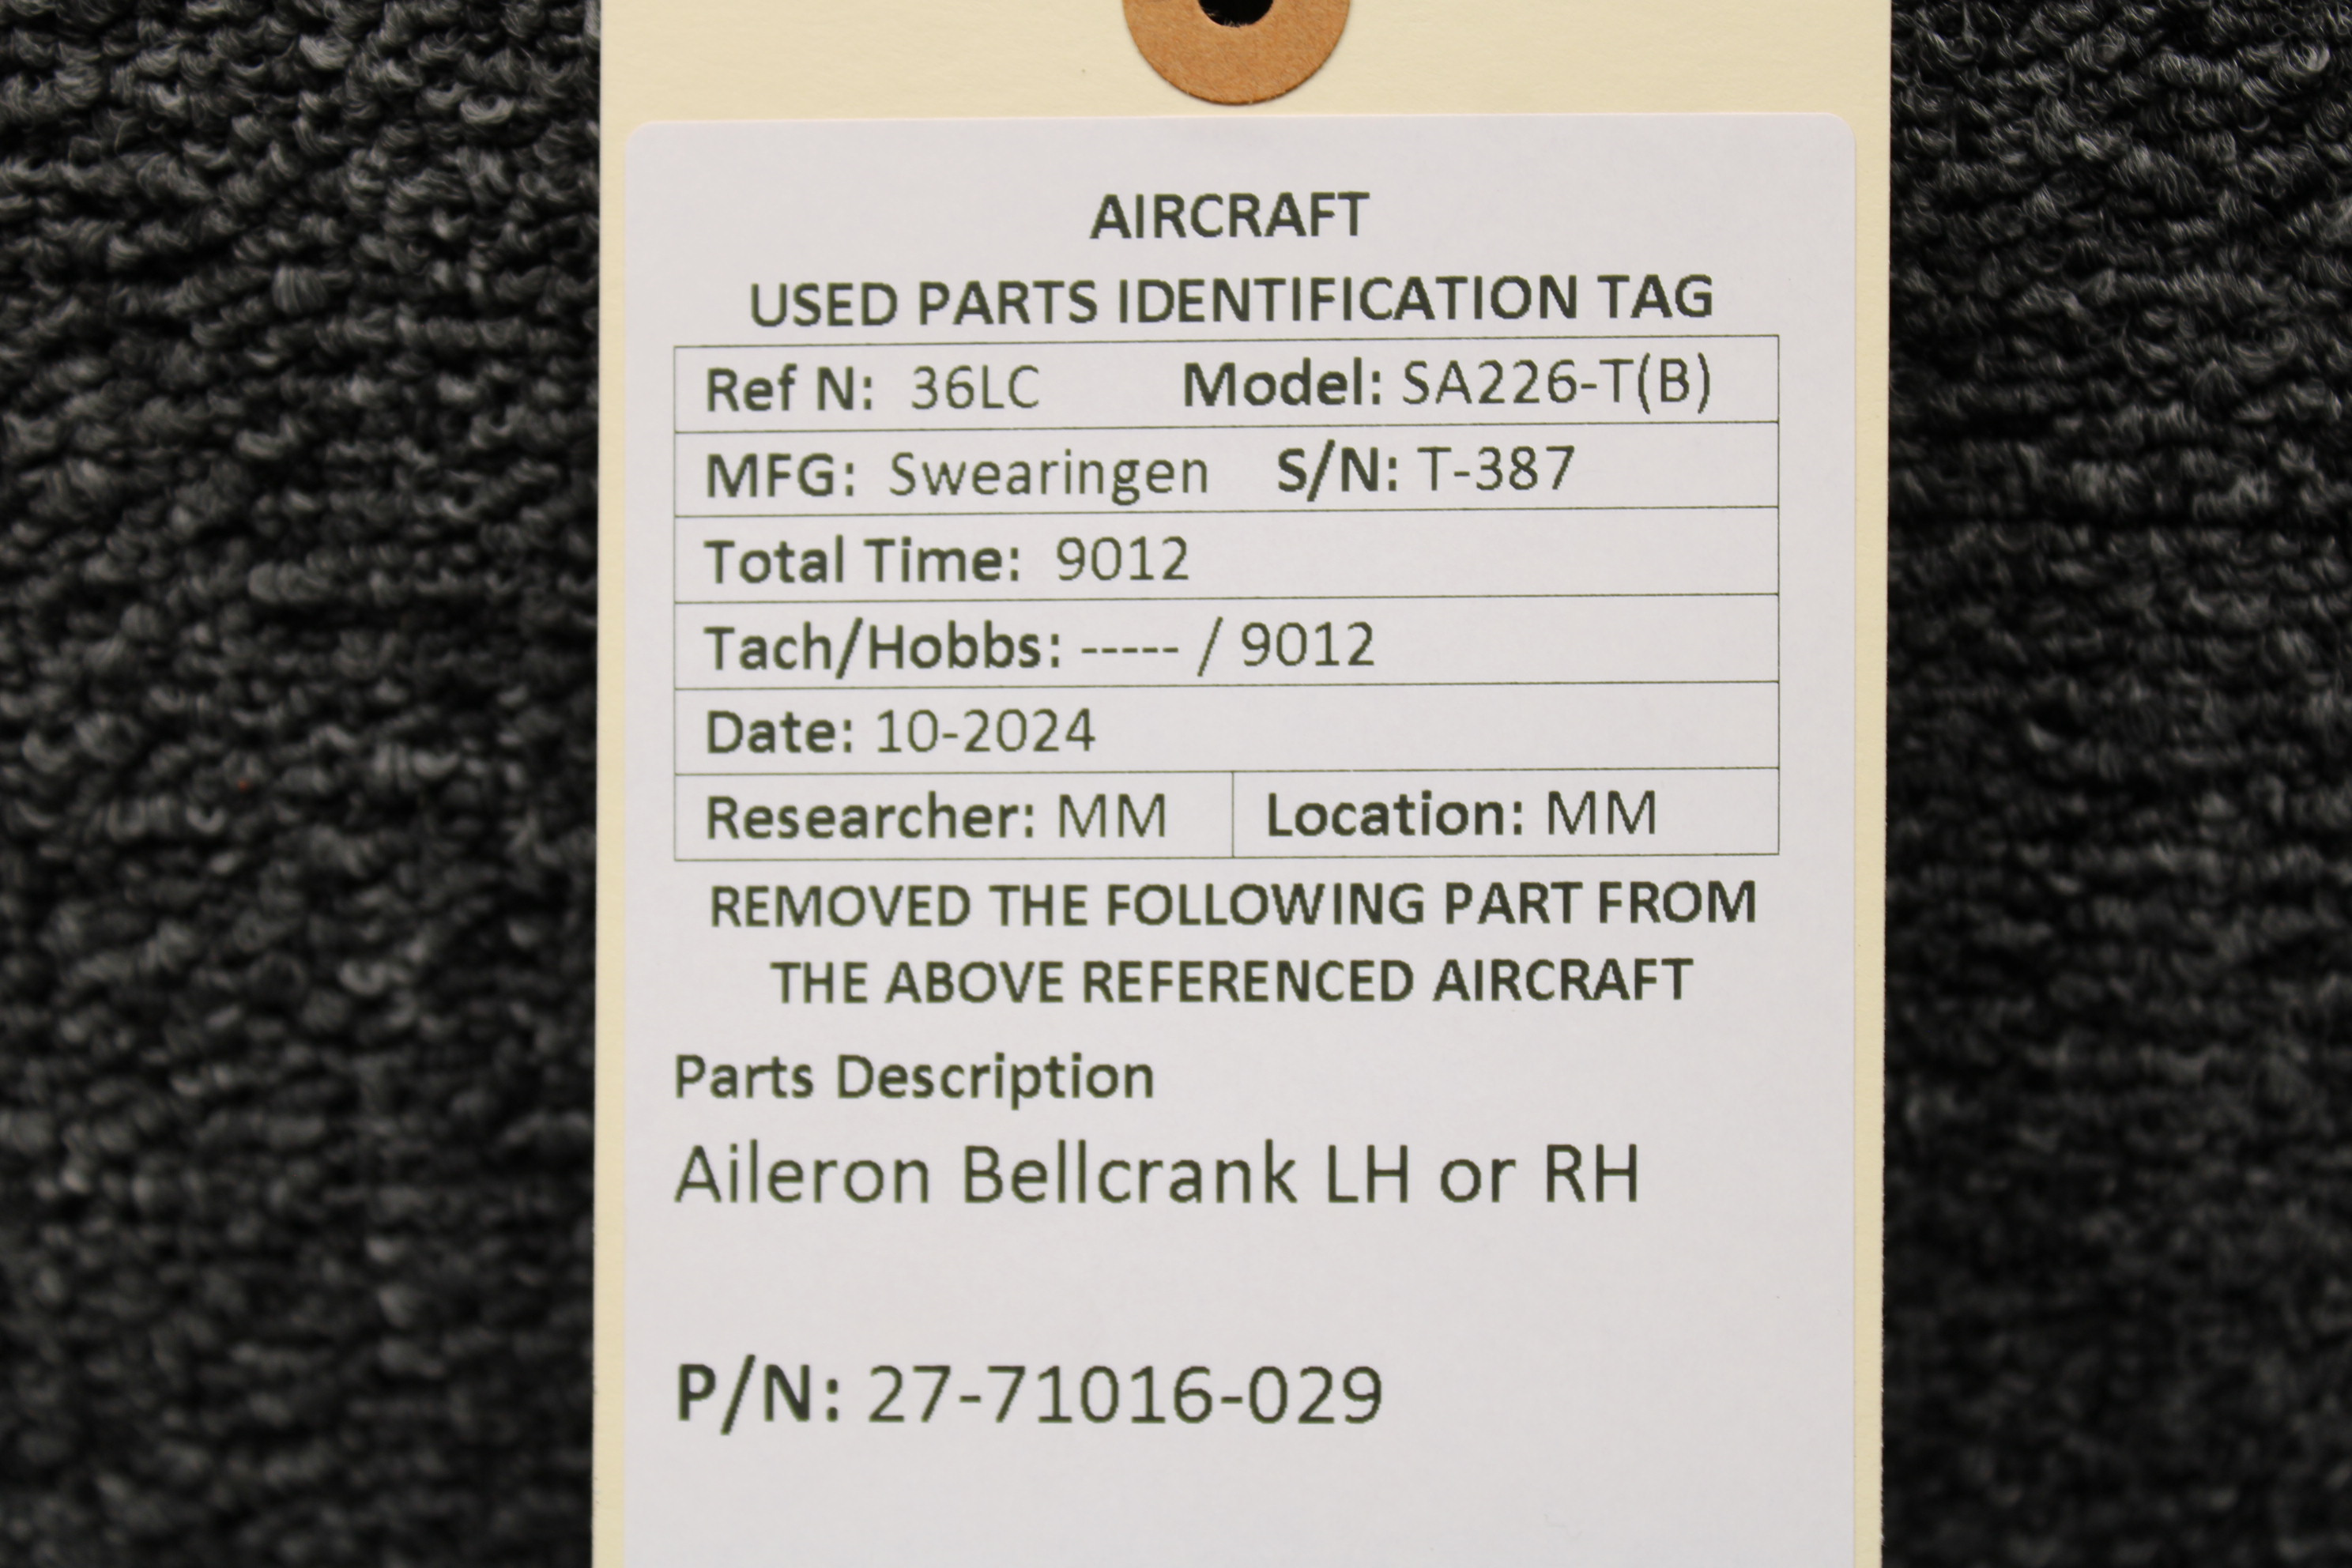 AIRCRAFT
USED PARTS IDENTIFICATION TAG
Ref N: 36LC Model: SA226-T(B)
MFG: Swearingen S/N: T-387
Total Time: 9012
Tach/Hobbs: ----- / 9012
Date: 10-2024
Researcher: MM Location: MM
REMOVED THE FOLLOWING PART FROM
THE ABOVE REFERENCED AIRCRAFT
Parts Description
Aileron Bellcrank LH or RH
P/N: 27-71016-029